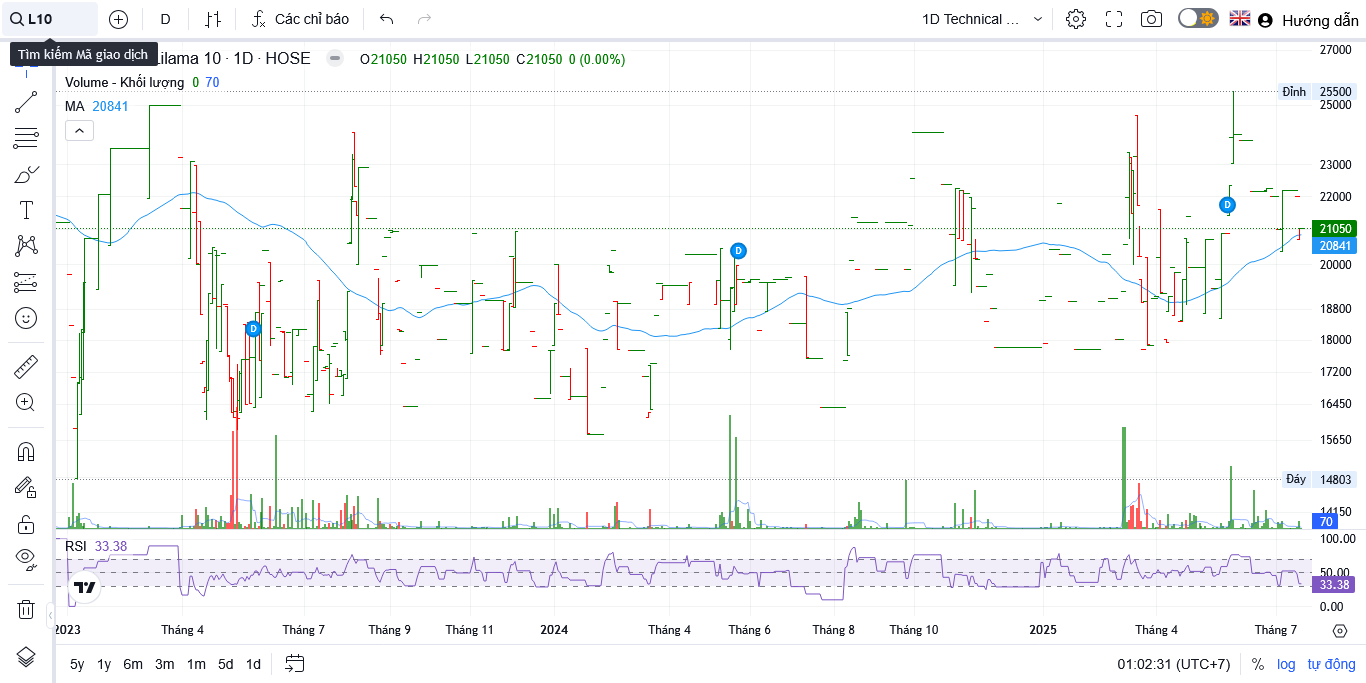 L10 D Các chỉ báo 1D Technical ... Hướng dẫn
Tìm kiếm Mã giao dịch
Lilama 10 · 1D · HOSE O21050 H21050 L21050 C21050 0 (0.00%)
Volume - Khối lượng 0 70
MA 20841
27000
Đỉnh 25500
25000
23000
22000
21050
20841
20000
18800
18000
17200
16450
15650
Đáy 14803
14150
70
D
D
D
RSI 33.38
100.00
50.00
33.38
0.00
2023 Tháng 4 Tháng 7 Tháng 9 Tháng 11 2024 Tháng 4 Tháng 6 Tháng 8 Tháng 10 2025 Tháng 4 Tháng 7
5y 1y 6m 3m 1m 5d 1d 01:02:31 (UTC+7) % log tự động